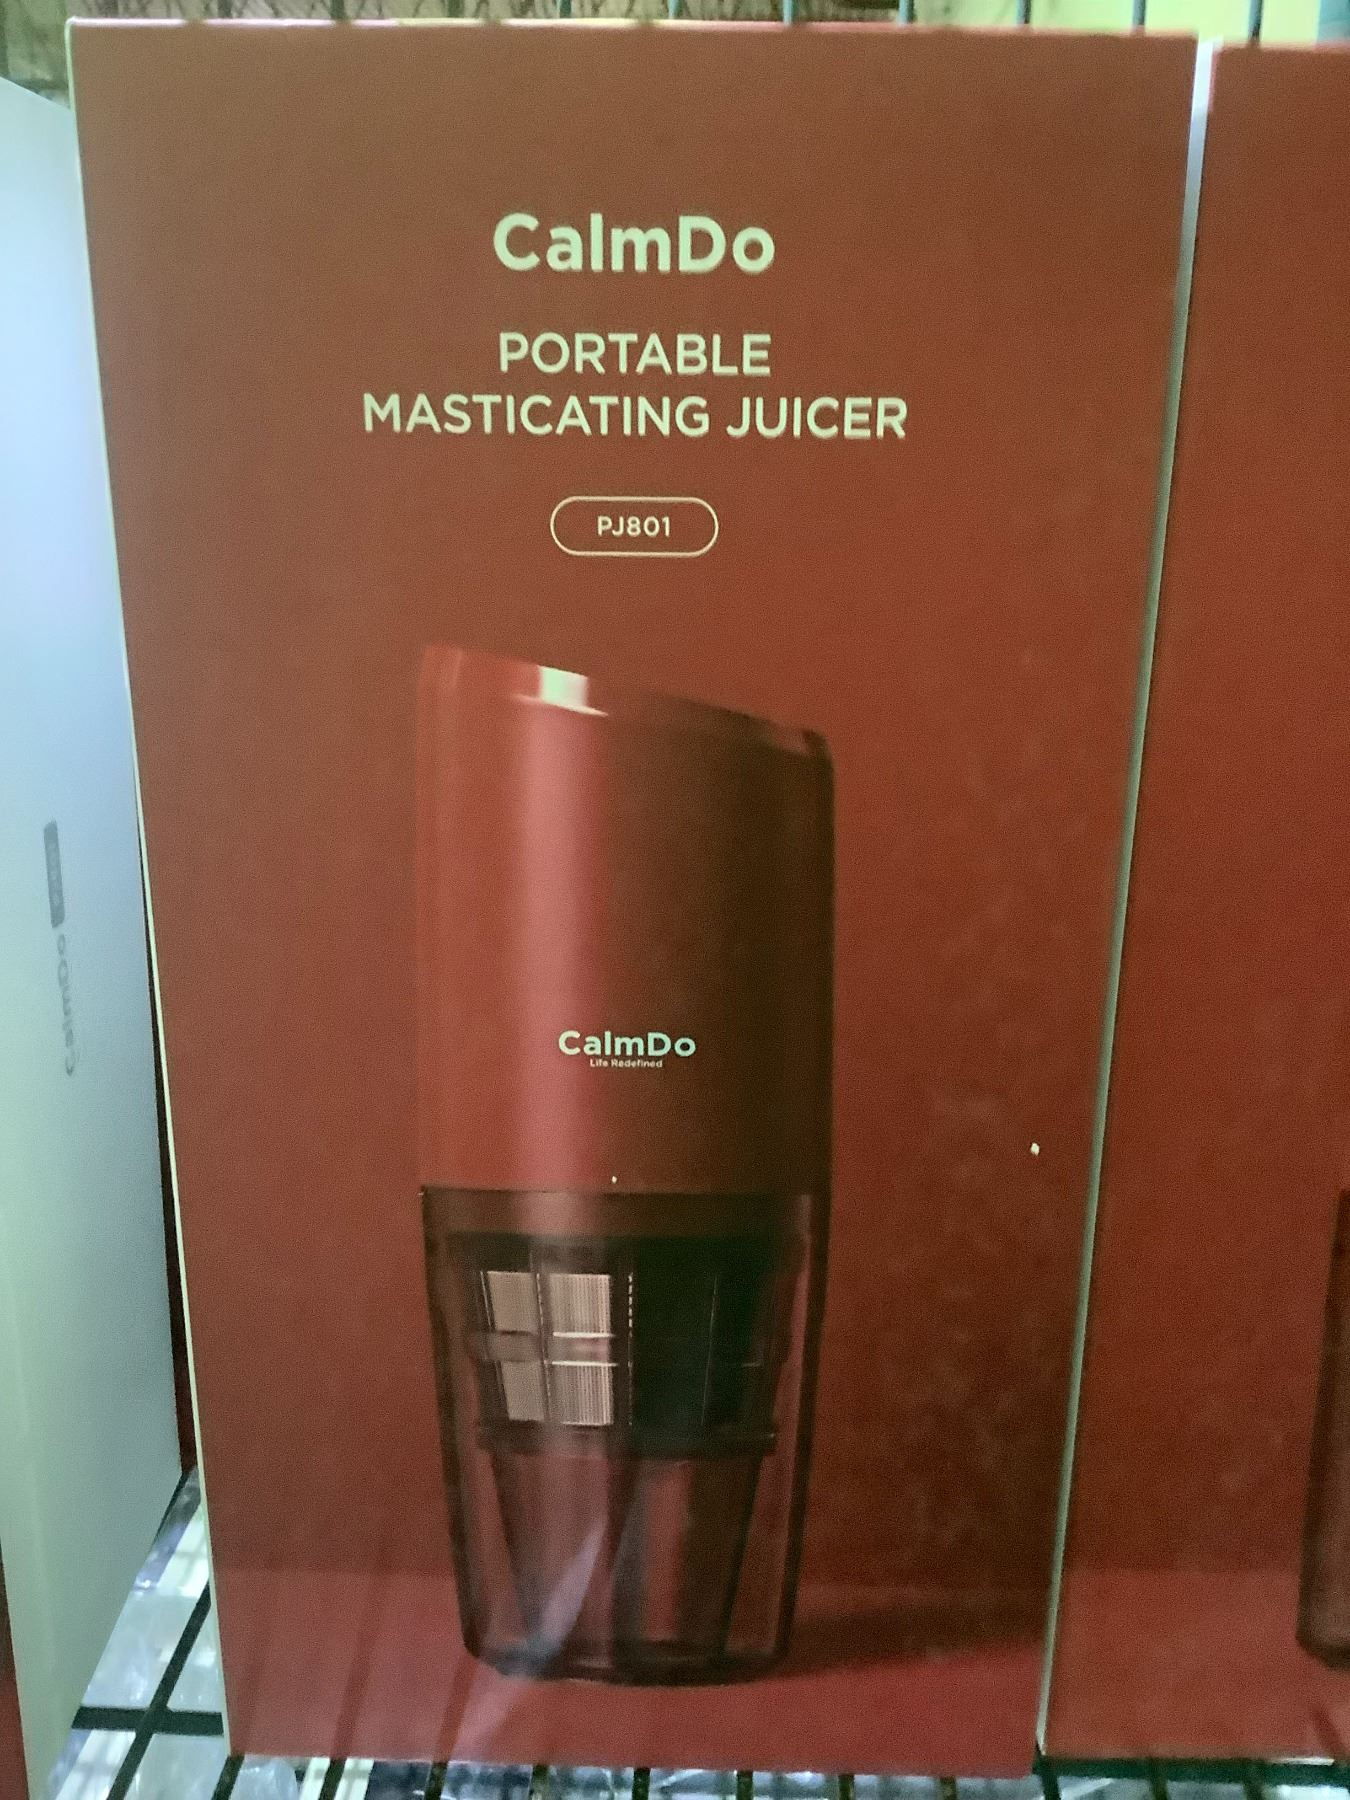 CalmDo
PORTABLE
MASTICATING JUICER
PJ801
CalmDo
Life Redefined
CalmDo